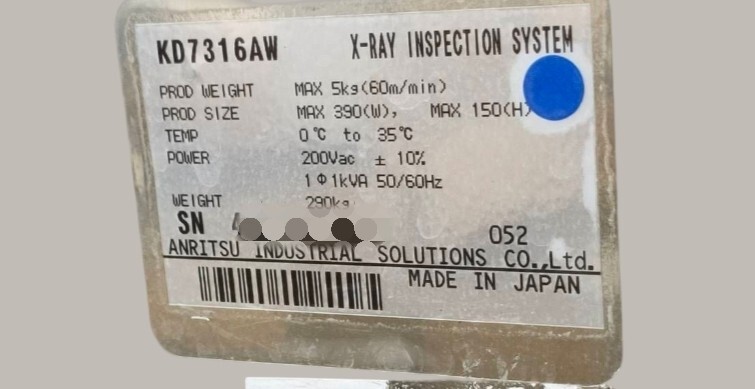 KD7316AW X-RAY INSPECTION SYSTEM
PROD WEIGHT MAX 5kg(60m/min)
PROD SIZE MAX 390(W), MAX 150(H)
TEMP 0℃ to 35℃
POWER 200Vac ± 10%
1Φ1kVA 50/60Hz
WEIGHT 290kg
SN 052
ANRITSU INDUSTRIAL SOLUTIONS CO.,Ltd.
MADE IN JAPAN